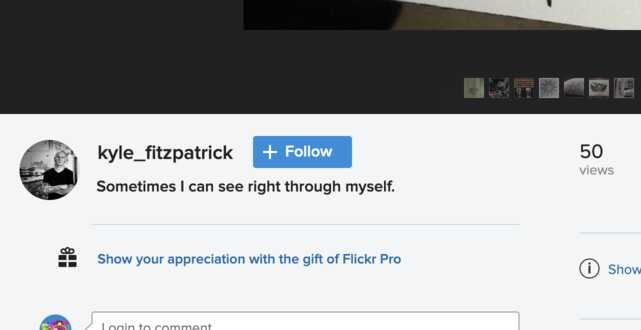 kyle_fitzpatrick
+ Follow
Sometimes I can see right through myself.
50
views
Show your appreciation with the gift of Flickr Pro
Show
Login to comment